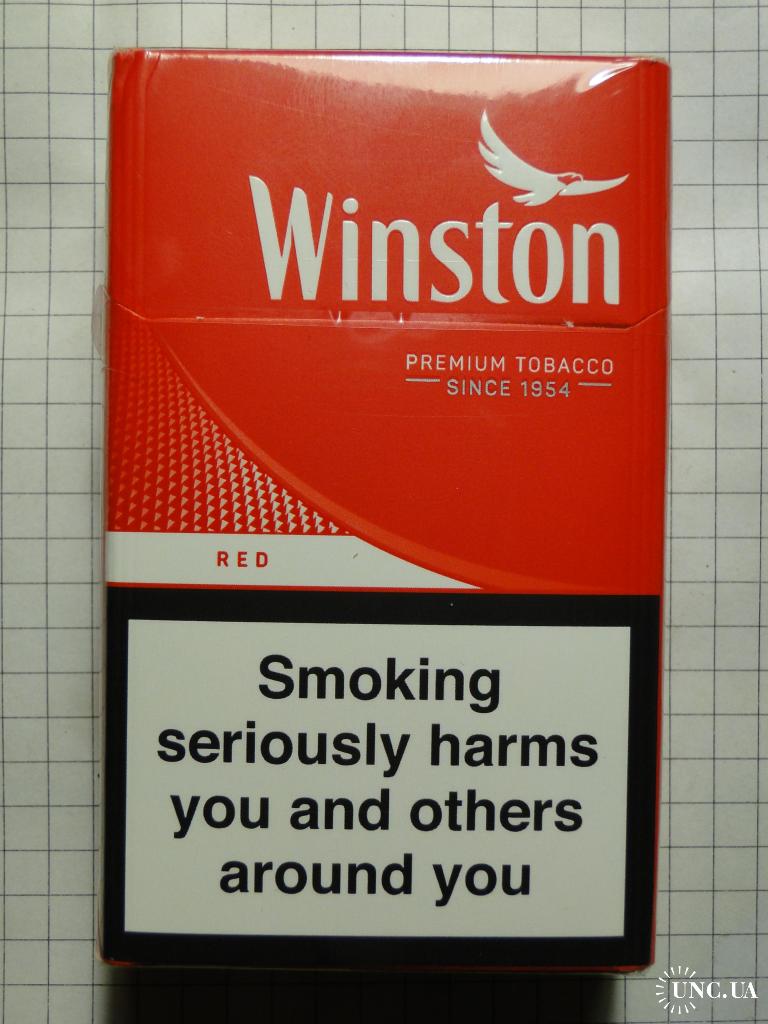 Winston
PREMIUM TOBACCO
SINCE 1954
RED
Smoking
seriously harms
you and others
around you
UNC.UA